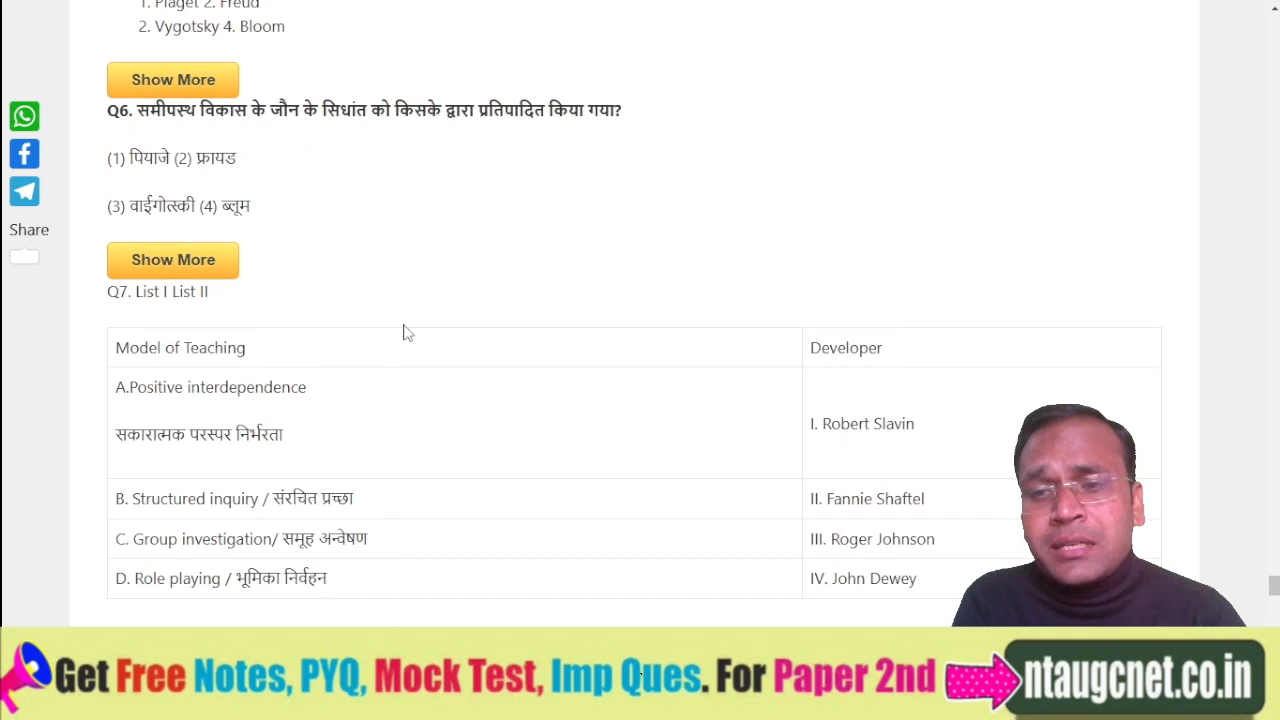 1. Piaget 2. Freud
2. Vygotsky 4. Bloom
Show More
Q6. समीपस्थ विकास के जौन के सिधांत को किसके द्वारा प्रतिपादित किया गया?
(1) पियाजे (2) फ्रायड
(3) वाईगोत्स्की (4) ब्लूम
Share
Show More
Q7. List I List II
Model of Teaching
Developer
A.Positive interdependence
सकारात्मक परस्पर निर्भरता
I. Robert Slavin
B. Structured inquiry / संरचित प्रच्छा
II. Fannie Shaftel
C. Group investigation/ समूह अन्वेषण
III. Roger Johnson
D. Role playing / भूमिका निर्वहन
IV. John Dewey
Get Free Notes, PYQ, Mock Test, Imp Ques. For Paper 2nd
ntaugcnet.co.in